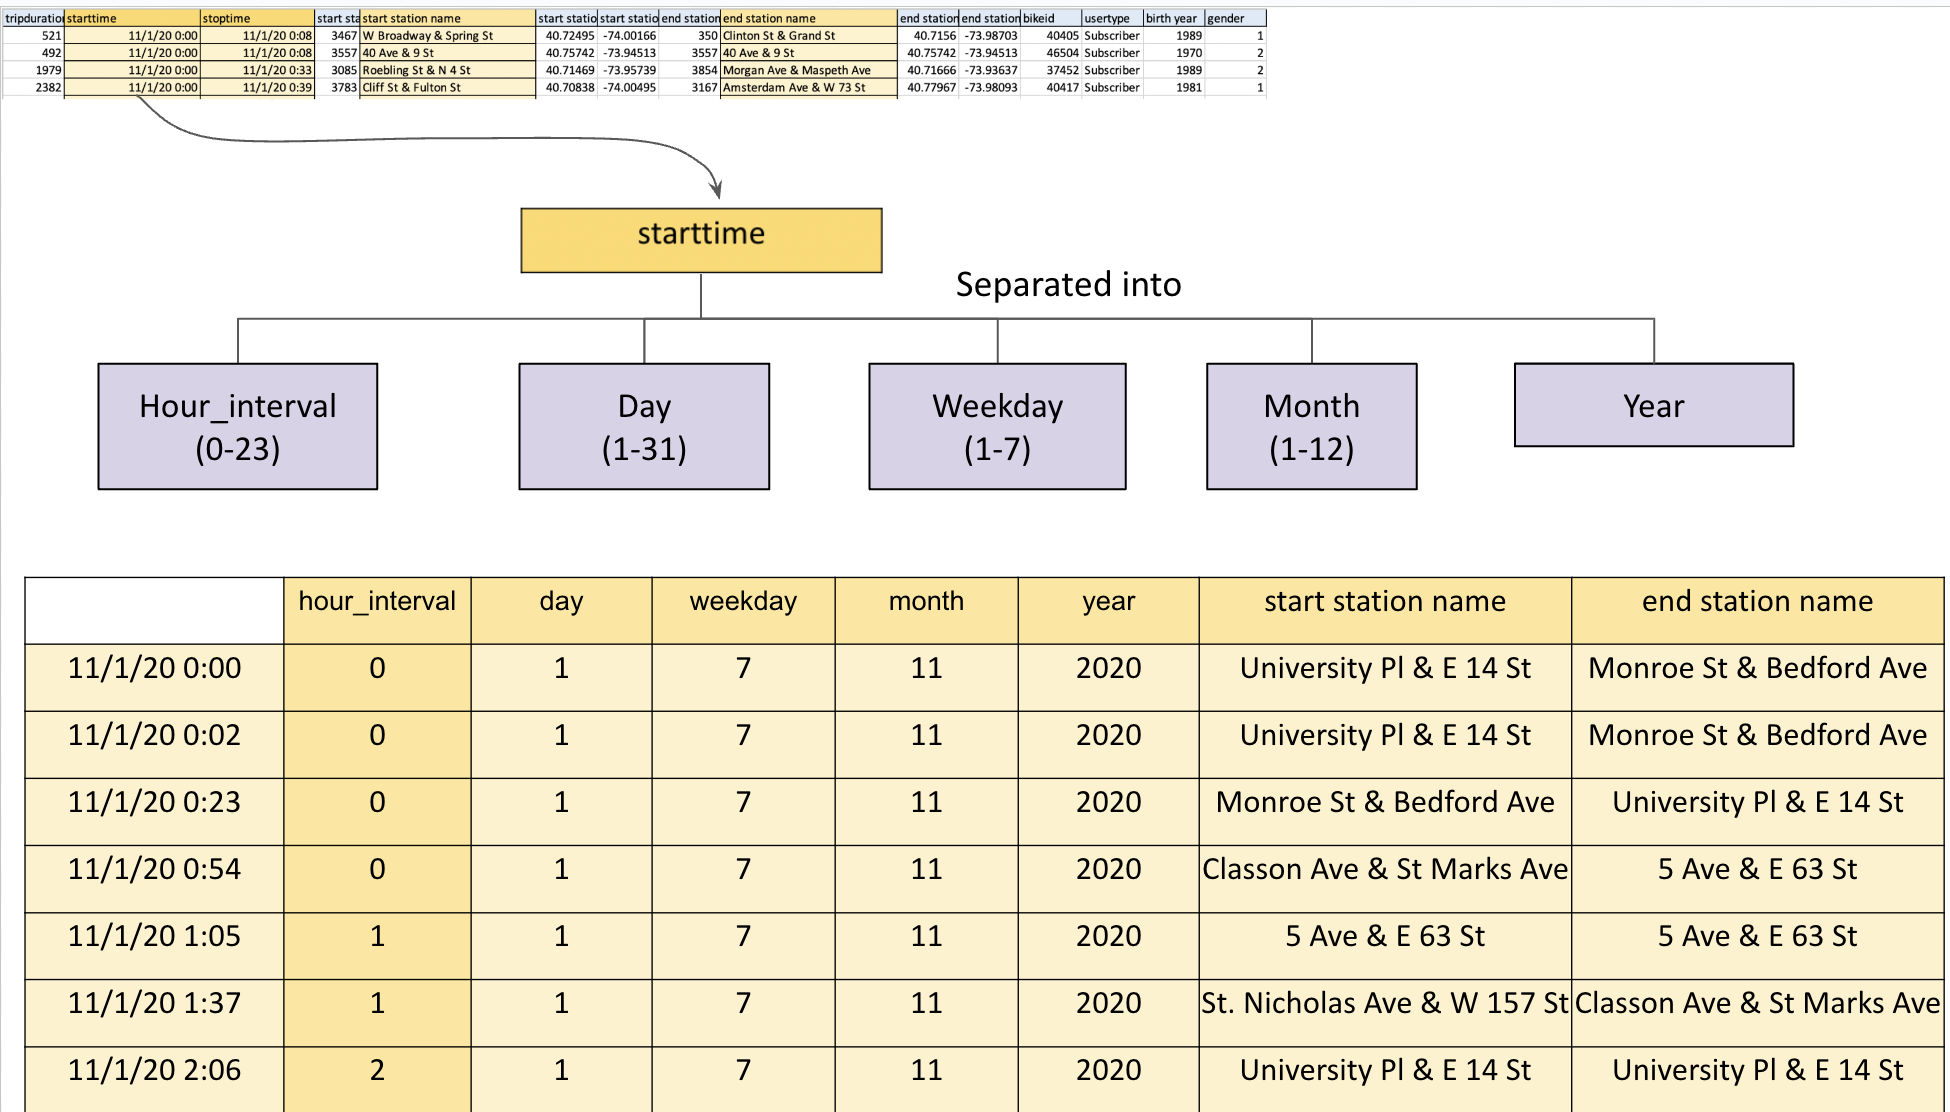 tripduratio starttime stoptime start sta start station name start statio start statio end station end station name end station end station bikeid usertype birth year gender
521 11/1/20 0:00 11/1/20 0:08 3467 W Broadway & Spring St 40.72495 -74.00166 350 Clinton St & Grand St 40.7156 -73.98703 40405 Subscriber 1989 1
492 11/1/20 0:00 11/1/20 0:08 3557 40 Ave & 9 St 40.75742 -73.94513 3557 40 Ave & 9 St 40.75742 -73.94513 46504 Subscriber 1970 2
1979 11/1/20 0:00 11/1/20 0:33 3085 Roebling St & N 4 St 40.71469 -73.95739 3854 Morgan Ave & Maspeth Ave 40.71666 -73.93637 37452 Subscriber 1989 2
2382 11/1/20 0:00 11/1/20 0:39 3783 Cliff St & Fulton St 40.70838 -74.00495 3167 Amsterdam Ave & W 73 St 40.77967 -73.98093 40417 Subscriber 1981 1
starttime
Separated into
Hour_interval
(0-23)
Day
(1-31)
Weekday
(1-7)
Month
(1-12)
Year
hour_interval day weekday month year start station name end station name
11/1/20 0:00 0 1 7 11 2020 University Pl & E 14 St Monroe St & Bedford Ave
11/1/20 0:02 0 1 7 11 2020 University Pl & E 14 St Monroe St & Bedford Ave
11/1/20 0:23 0 1 7 11 2020 Monroe St & Bedford Ave University Pl & E 14 St
11/1/20 0:54 0 1 7 11 2020 Classon Ave & St Marks Ave 5 Ave & E 63 St
11/1/20 1:05 1 1 7 11 2020 5 Ave & E 63 St 5 Ave & E 63 St
11/1/20 1:37 1 1 7 11 2020 St. Nicholas Ave & W 157 St Classon Ave & St Marks Ave
11/1/20 2:06 2 1 7 11 2020 University Pl & E 14 St University Pl & E 14 St